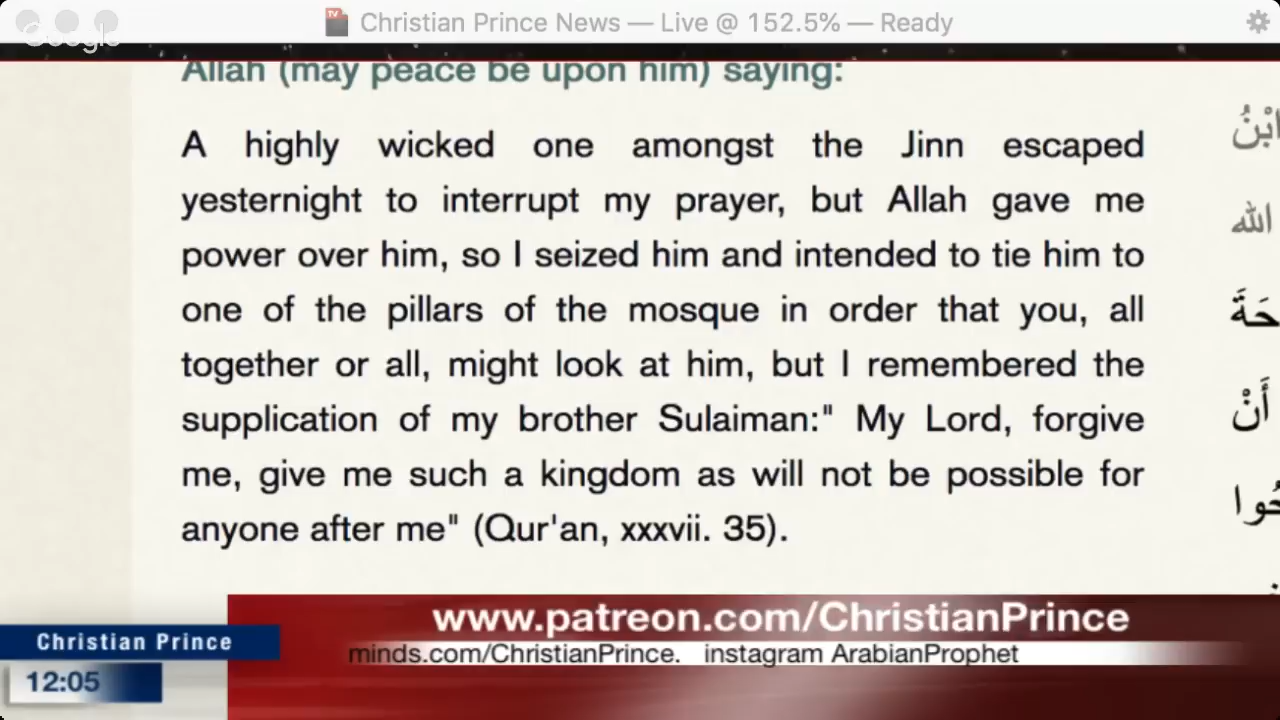 Christian Prince News — Live @ 152.5% — Ready
Google
Allah (may peace be upon him) saying:
A highly wicked one amongst the Jinn escaped
yesternight to interrupt my prayer, but Allah gave me
power over him, so I seized him and intended to tie him to
one of the pillars of the mosque in order that you, all
together or all, might look at him, but I remembered the
supplication of my brother Sulaiman:" My Lord, forgive
me, give me such a kingdom as will not be possible for
anyone after me" (Qur'an, xxxvii. 35).
ابْنُ
الله
حَةَ
أَنْ
حُوا
www.patreon.com/ChristianPrince
Christian Prince
minds.com/ChristianPrince. instagram ArabianProphet
12:05